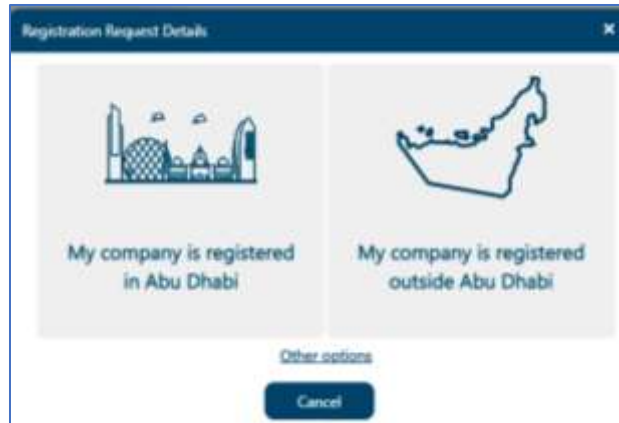 Registration Request Details
×
My company is registered
in Abu Dhabi
My company is registered
outside Abu Dhabi
Other options
Cancel